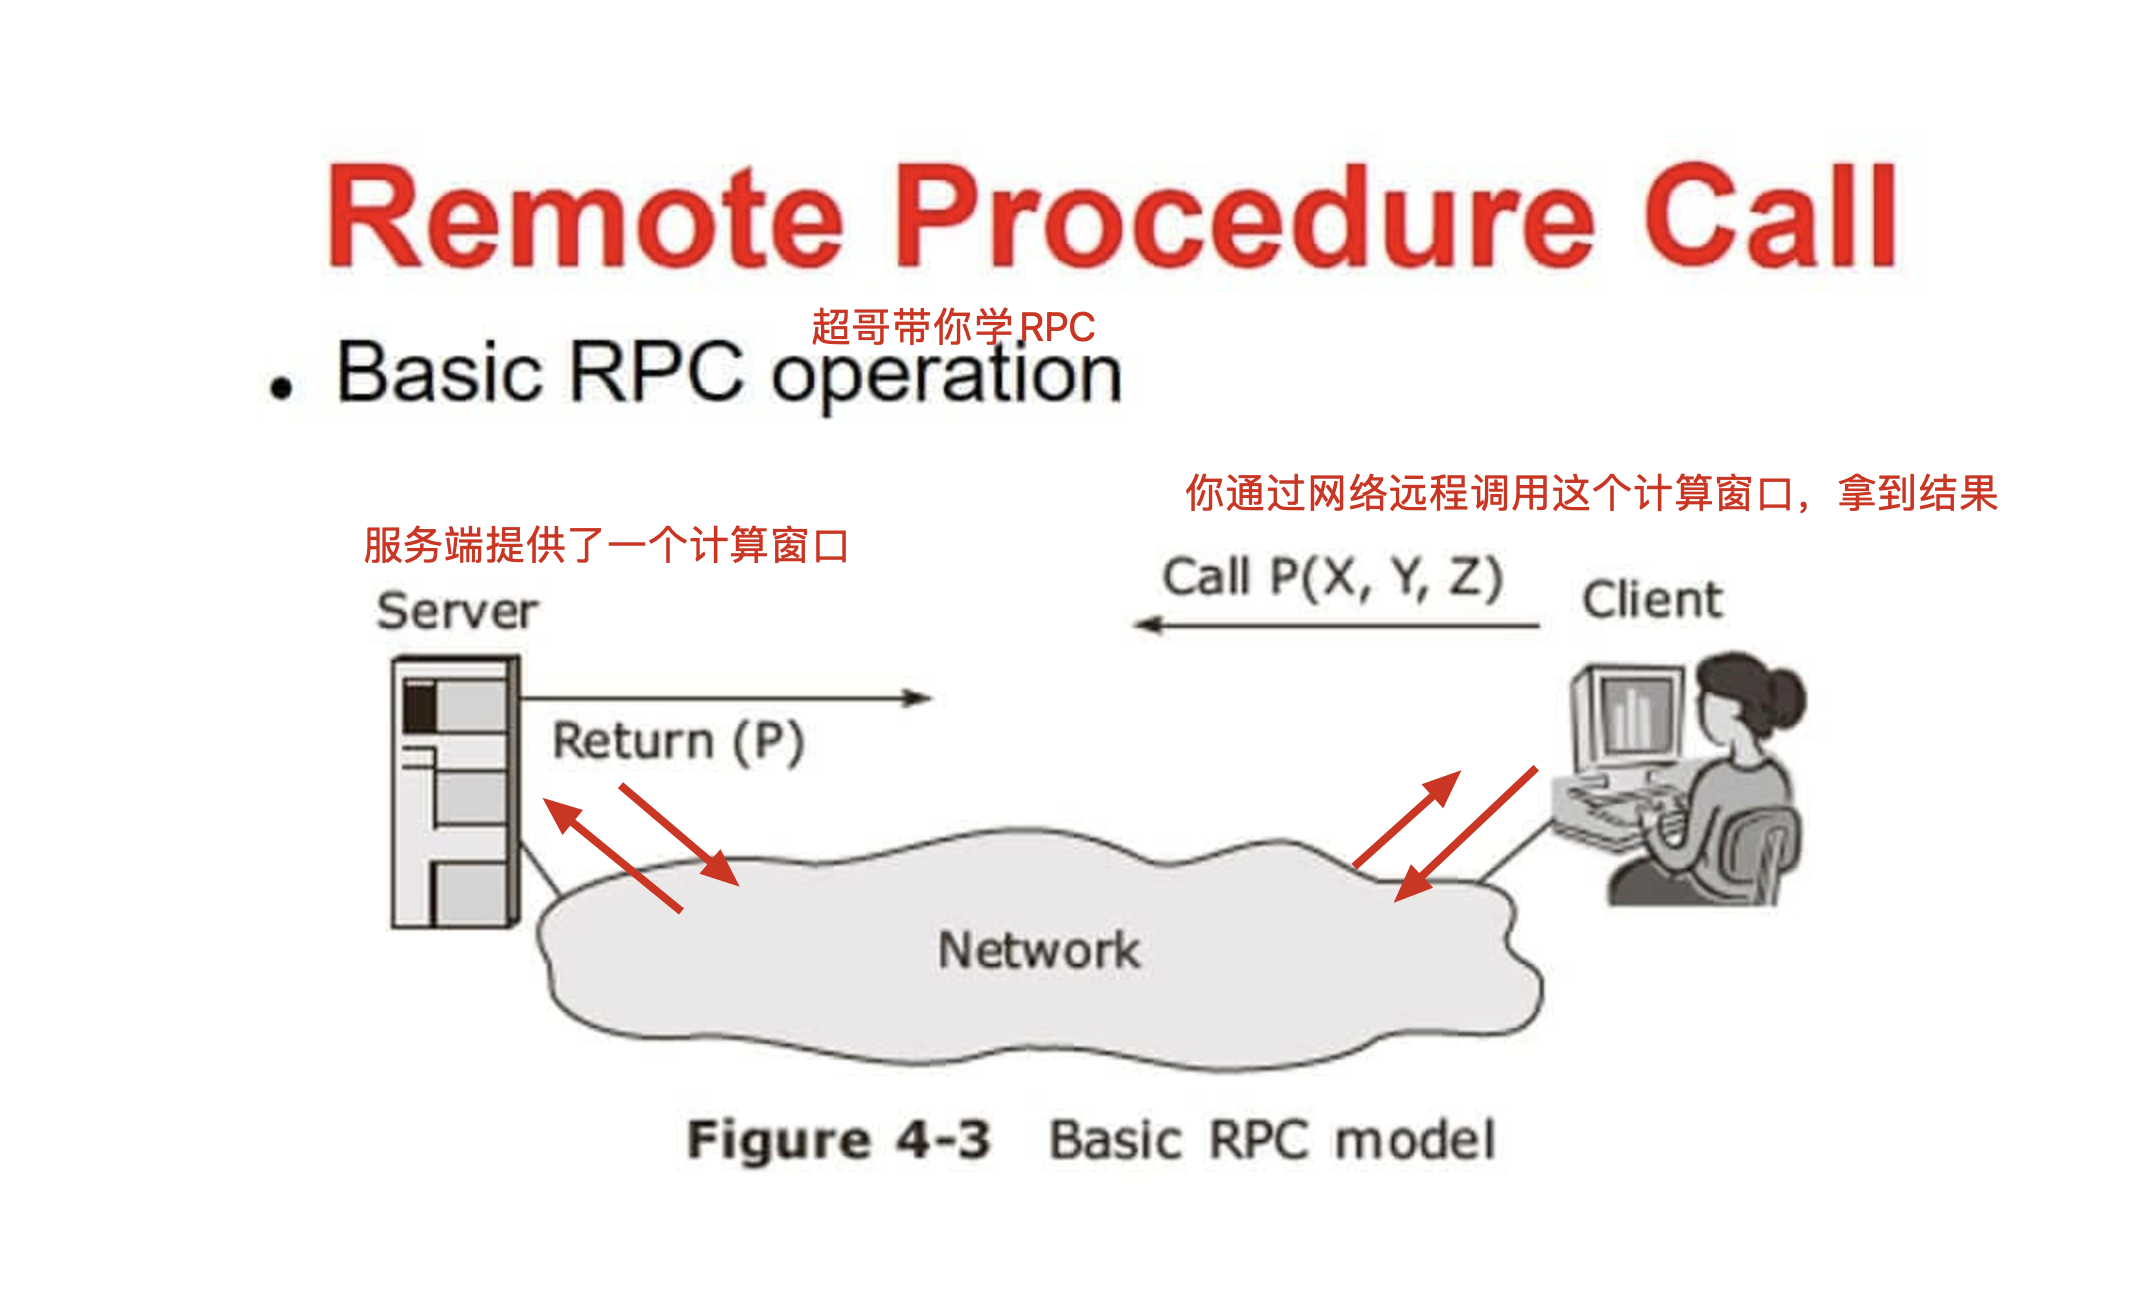 Remote Procedure Call
超哥带你学RPC
• Basic RPC operation
你通过网络远程调用这个计算窗口，拿到结果
服务端提供了一个计算窗口
Call P(X, Y, Z)
Client
Server
Return (P)
Network
Figure 4-3 Basic RPC model